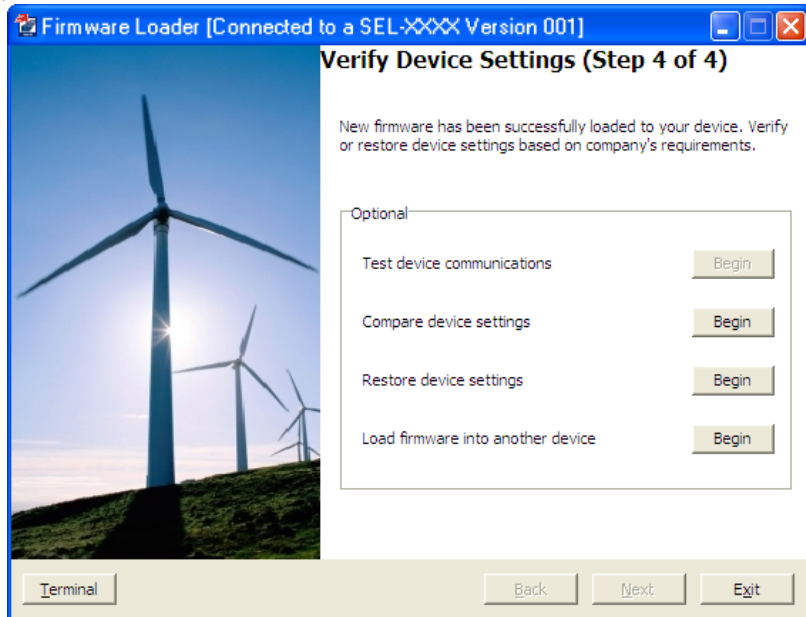 Firmware Loader [Connected to a SEL-XXXX Version 001]
Verify Device Settings (Step 4 of 4)
New firmware has been successfully loaded to your device. Verify
or restore device settings based on company's requirements.
Optional
Test device communications Begin
Compare device settings Begin
Restore device settings Begin
Load firmware into another device Begin
Terminal Back Next Exit